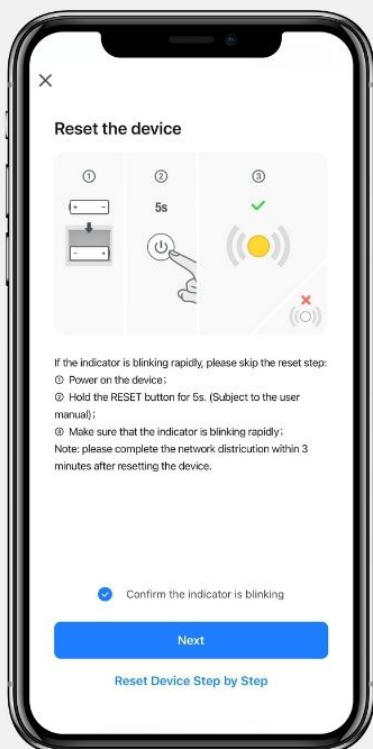 Reset the device
① ② ③
5s
If the indicator is blinking rapidly, please skip the reset step:
① Power on the device;
② Hold the RESET button for 5s. (Subject to the user
manual);
③ Make sure that the indicator is blinking rapidly;
Note: please complete the network districution within 3
minutes after resetting the device.
Confirm the indicator is blinking
Next
Reset Device Step by Step